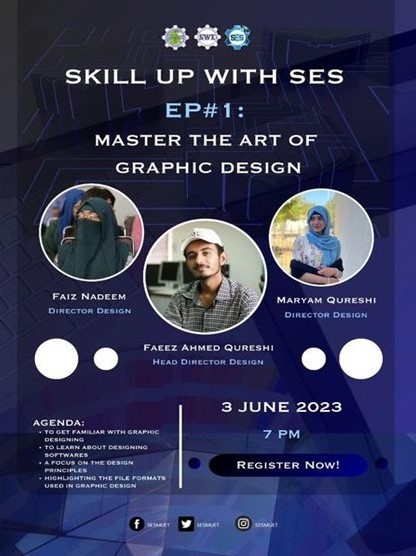 SWE
SES
SKILL UP WITH SES
EP#1:
MASTER THE ART OF
GRAPHIC DESIGN
FAIZ NADEEM
DIRECTOR DESIGN
MARYAM QURESHI
DIRECTOR DESIGN
FAEEZ AHMED QURESHI
HEAD DIRECTOR DESIGN
3 JUNE 2023
7 PM
REGISTER NOW!
AGENDA:
• TO GET FAMILIAR WITH GRAPHIC
DESIGNING
• TO LEARN ABOUT DESIGNING
SOFTWARES
• A FOCUS ON THE DESIGN
PRINCIPLES
• HIGHLIGHTING THE FILE FORMATS
USED IN GRAPHIC DESIGN
SESMUET
SESMUET
SESMUET